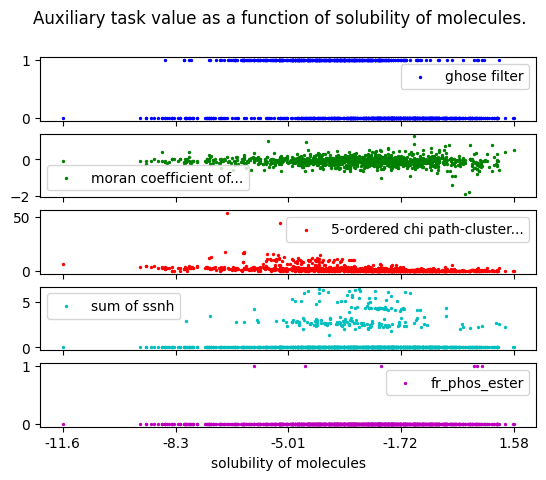 Auxiliary task value as a function of solubility of molecules.
1
0
ghose filter
0
−2
moran coefficient of...
50
0
5-ordered chi path-cluster...
5
0
sum of ssnh
1
0
fr_phos_ester
-11.6 -8.3 -5.01 -1.72 1.58
solubility of molecules